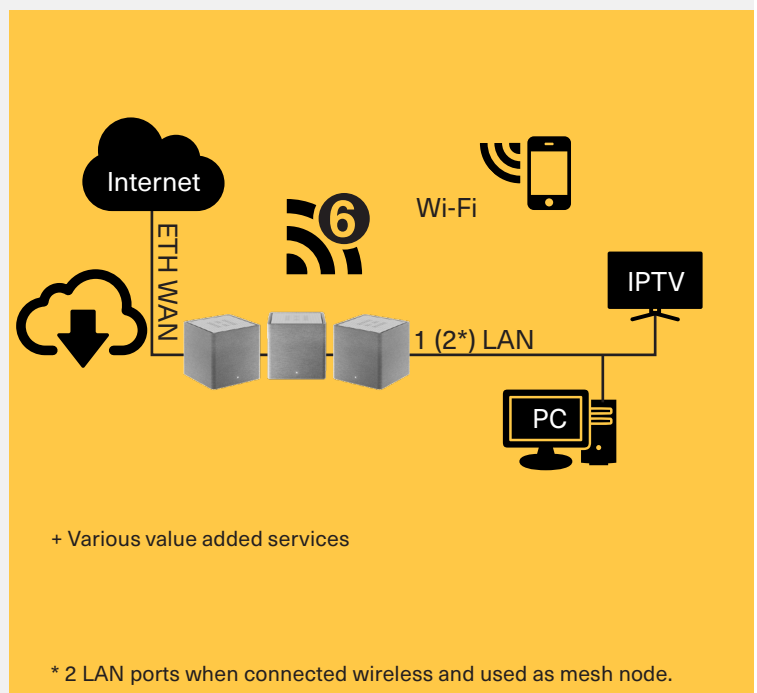 Internet
6
Wi-Fi
ETH WAN
IPTV
1 (2*) LAN
PC
+ Various value added services
* 2 LAN ports when connected wireless and used as mesh node.